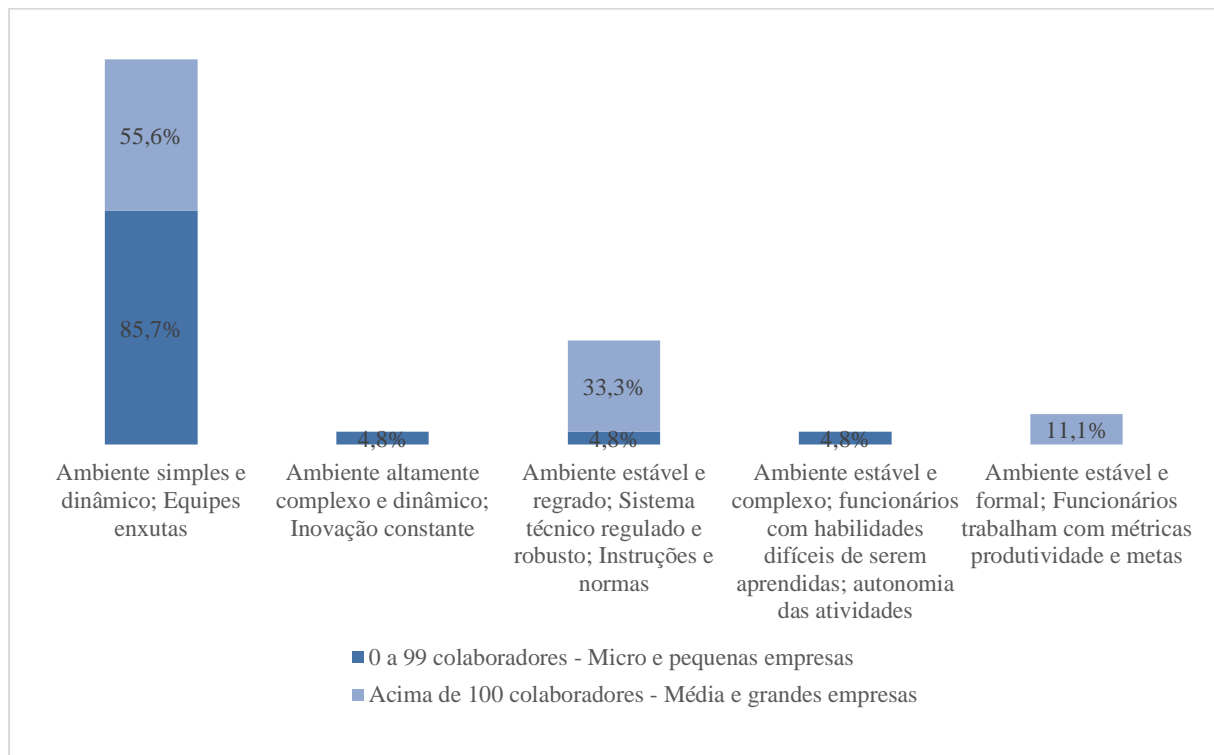 55,6%
85,7%
4,8%
33,3%
4,8%
4,8%
11,1%
Ambiente simples e
dinâmico; Equipes
enxutas
Ambiente altamente
complexo e dinâmico;
Inovação constante
Ambiente estável e
regrado; Sistema
técnico regulado e
robusto; Instruções e
normas
Ambiente estável e
complexo; funcionários
com habilidades
difíceis de serem
aprendidas; autonomia
das atividades
Ambiente estável e
formal; Funcionários
trabalham com métricas
produtividade e metas
0 a 99 colaboradores - Micro e pequenas empresas
Acima de 100 colaboradores - Média e grandes empresas